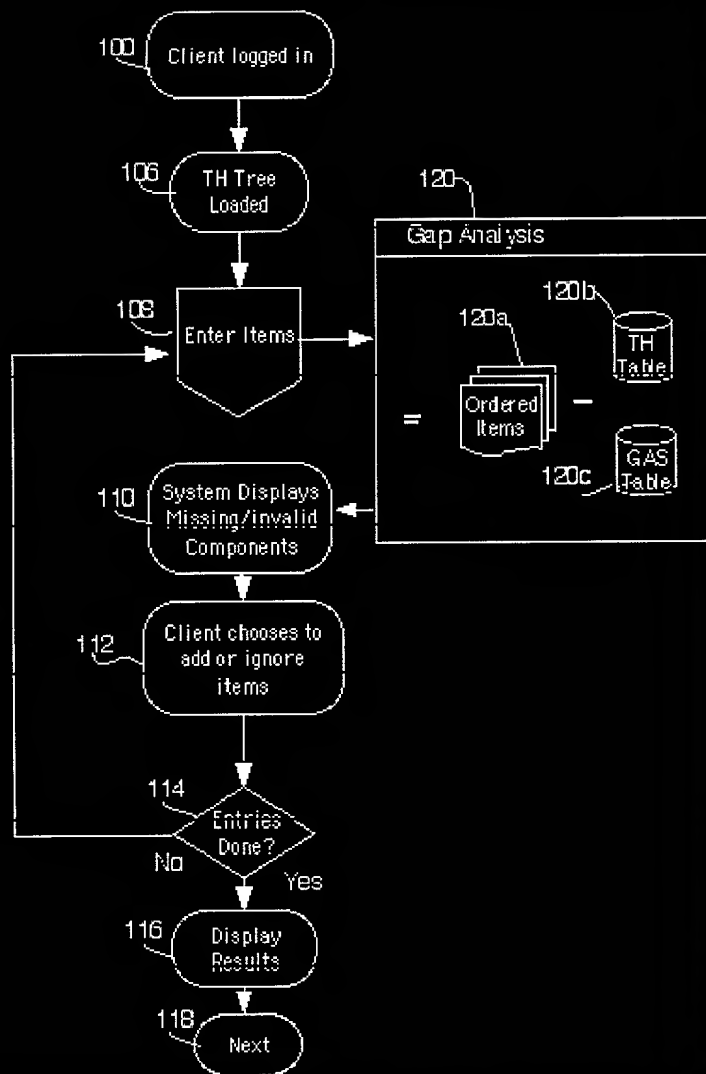 100
Client logged in
106
TH Tree
Loaded
120
Gap Analysis
108
Enter Items
120a
120b
TH
Table
=
Ordered
Items
–
120c
GAS
Table
110
System Displays
Missing/invalid
Components
112
Client chooses to
add or ignore
items
114
Entries
Done?
No
Yes
116
Display
Results
118
Next